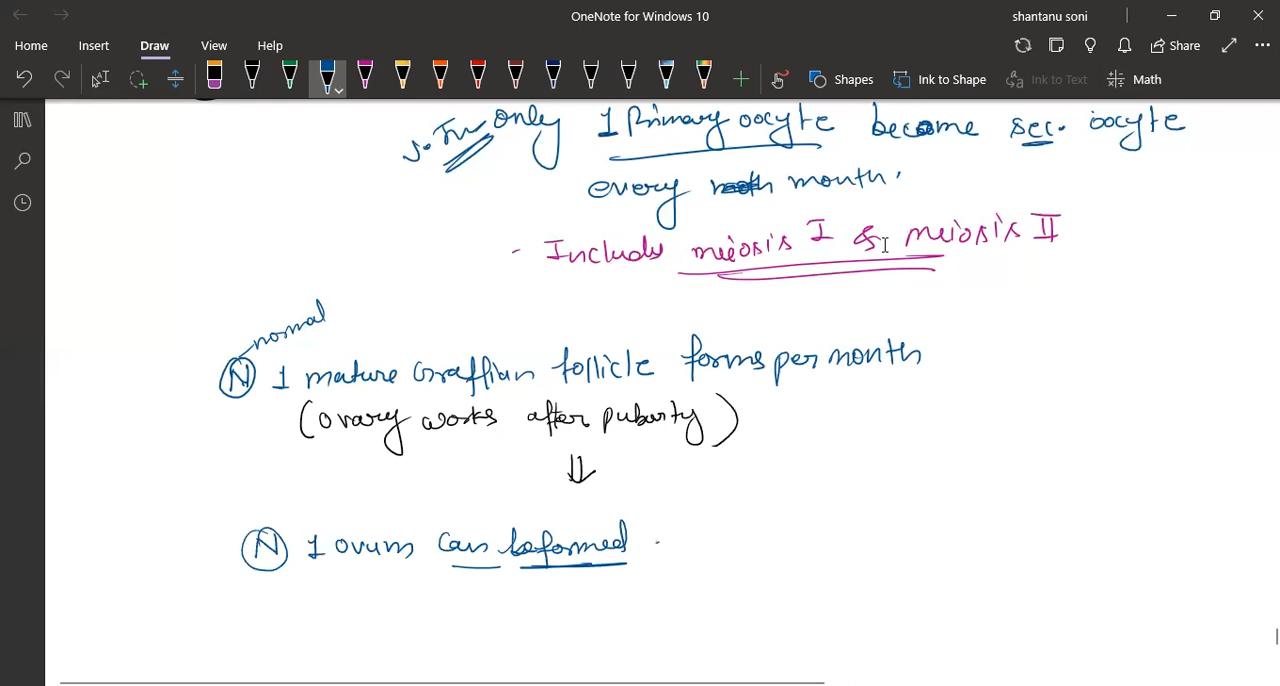 OneNote for Windows 10
shantanu soni
Home Insert Draw View Help
Share
Shapes
Ink to Shape
Ink to Text
Math
only 1 Primary oocyte become sec. oocyte
every month.
- Include meiosis I & meiosis II
normal
N 1 mature Graffian follicle forms per month
(ovary works after puberty)
⇓
N 1 ovum can be formed